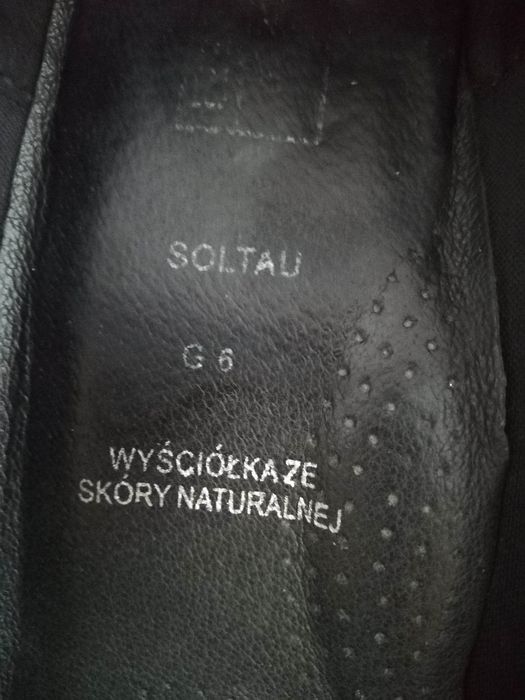 SOLTAU
G 6
WYŚCIÓŁKA ZE
SKÓRY NATURALNEJ